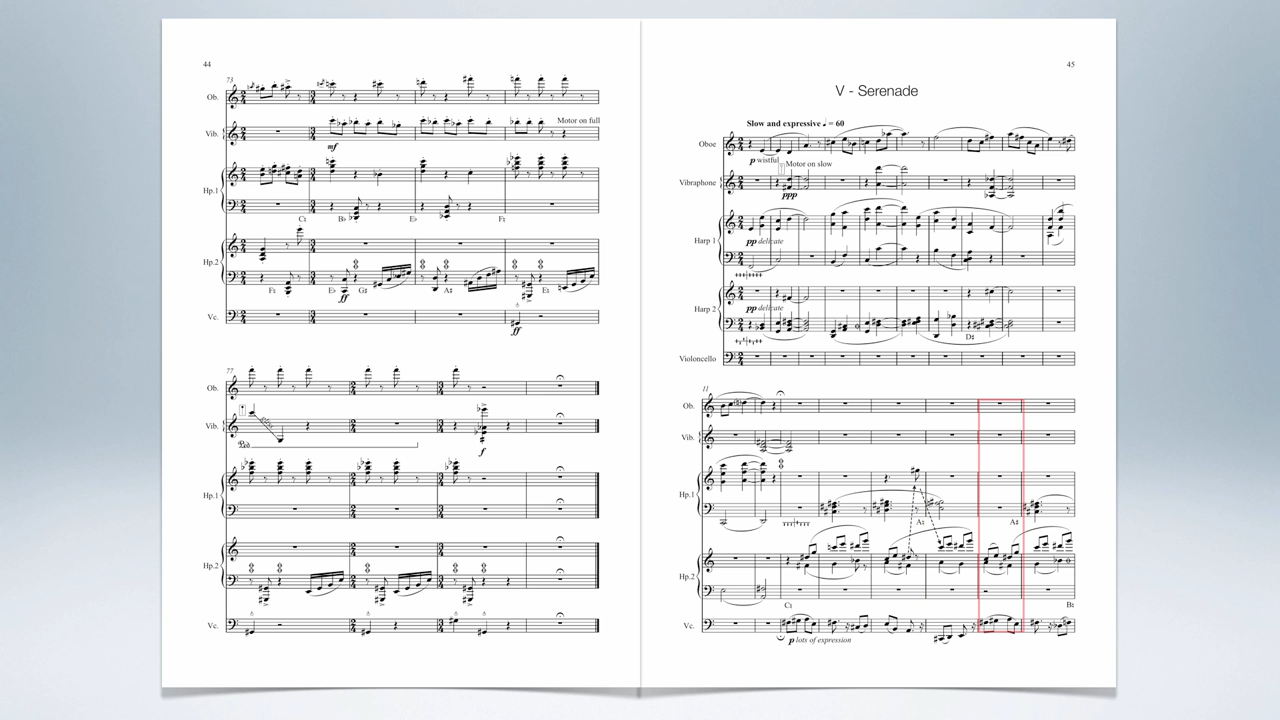 44
73
Ob.
Vib.
Motor on full
mf
Hp.1
C♮ B♭ E♭ F♮
Hp.2
F♮ E♭ G♮ A♮ E♮
ff
Vc.
ff
77
Ob.
Vib.
gliss
Ped.
f
Hp.1
Hp.2
Vc.
45
V - Serenade
Slow and expressive ♩ = 60
Oboe
p wistful
Motor on slow
Vibraphone
ppp
Harp 1
pp delicate
Harp 2
pp delicate
D♮
Violoncello
11
Ob.
Vib.
Hp.1
A♮ A♮
Hp.2
C♮ B♮
Vc.
p lots of expression